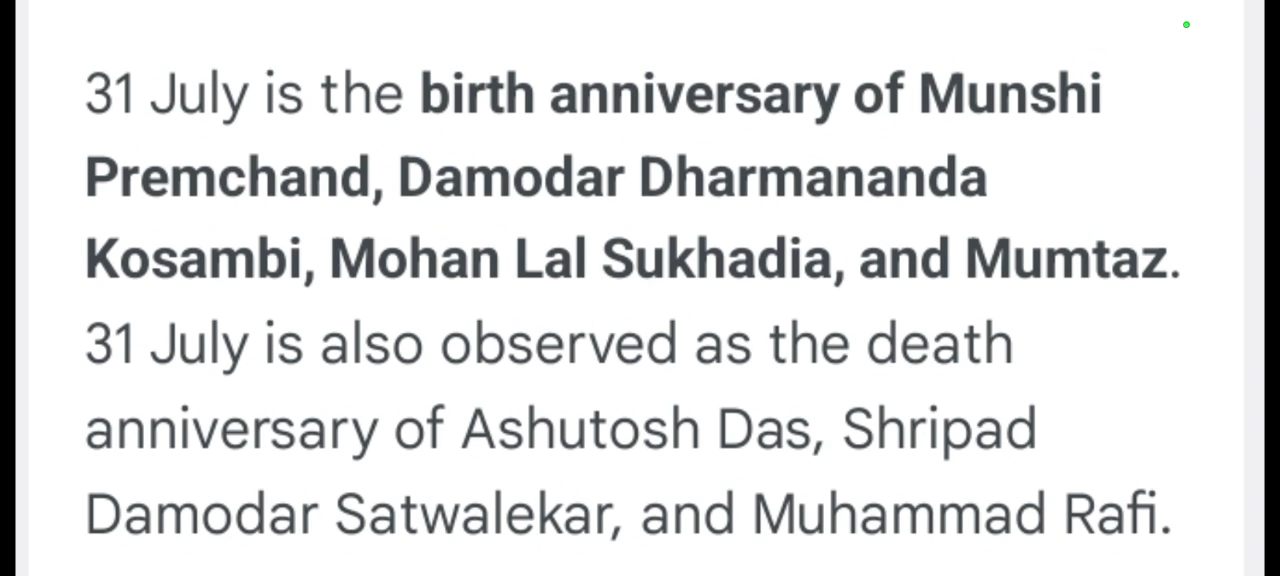 31 July is the birth anniversary of Munshi
Premchand, Damodar Dharmananda
Kosambi, Mohan Lal Sukhadia, and Mumtaz.
31 July is also observed as the death
anniversary of Ashutosh Das, Shripad
Damodar Satwalekar, and Muhammad Rafi.